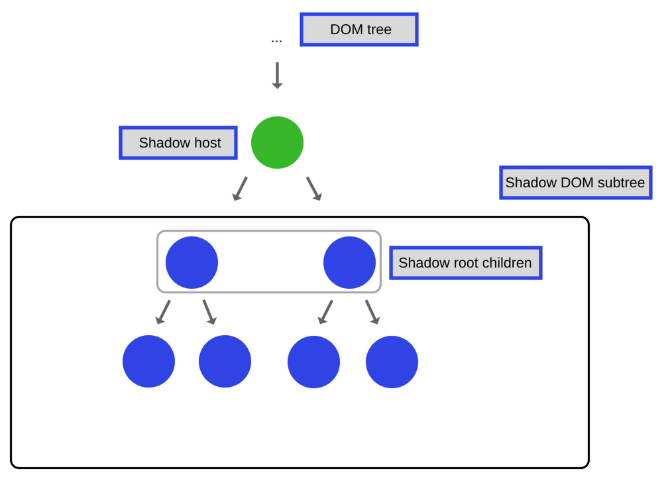 ...
DOM tree
Shadow host
Shadow DOM subtree
Shadow root children